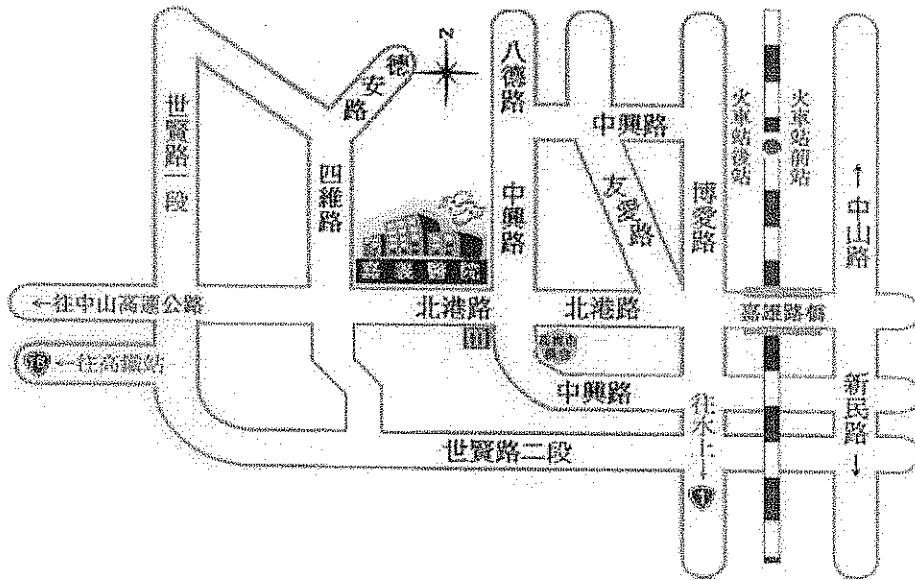 N
八德路
德安路
世賢路一段
四維路
中興路
中興路
友愛路
博愛路
火車站後站
火車站前站
←中山路
←往中山高速公路
北港路
北港路
嘉雄路橋
←往高鐵站
中興路
往水上→
1
新民路→
世賢路二段